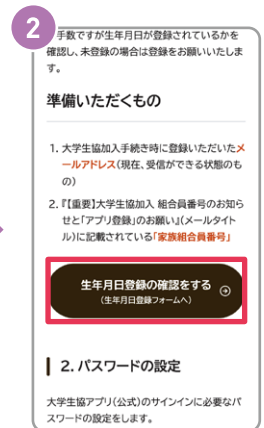 2
手数ですが生年月日が登録されているかを
確認し、未登録の場合は登録をお願いいたしま
す。
準備いただくもの
1. 大学生協加入手続き時に登録いただいたメ
ールアドレス(現在、受信ができる状態のも
の)
2. 『【重要】大学生協加入 組合員番号のお知ら
せと「アプリ登録」のお願い』(メールタイト
ル)に記載されている「家族組合員番号」
生年月日登録の確認をする
(生年月日登録フォームへ)
2. パスワードの設定
大学生協アプリ(公式)のサインインに必要なパ
スワードの設定をします。